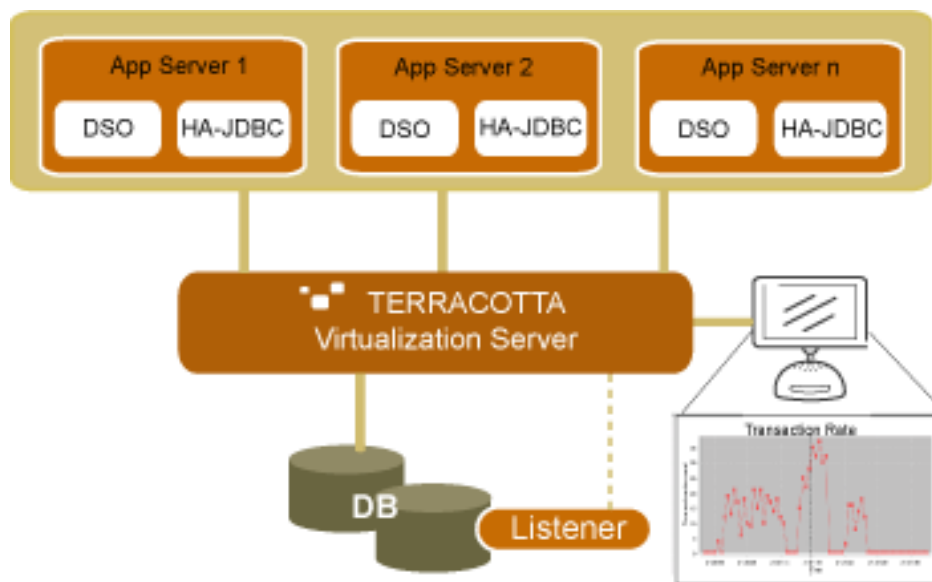 App Server 1
App Server 2
App Server n
DSO
HA-JDBC
DSO
HA-JDBC
DSO
HA-JDBC
TERRACOTTA
Virtualization Server
DB
Listener
Transaction Rate